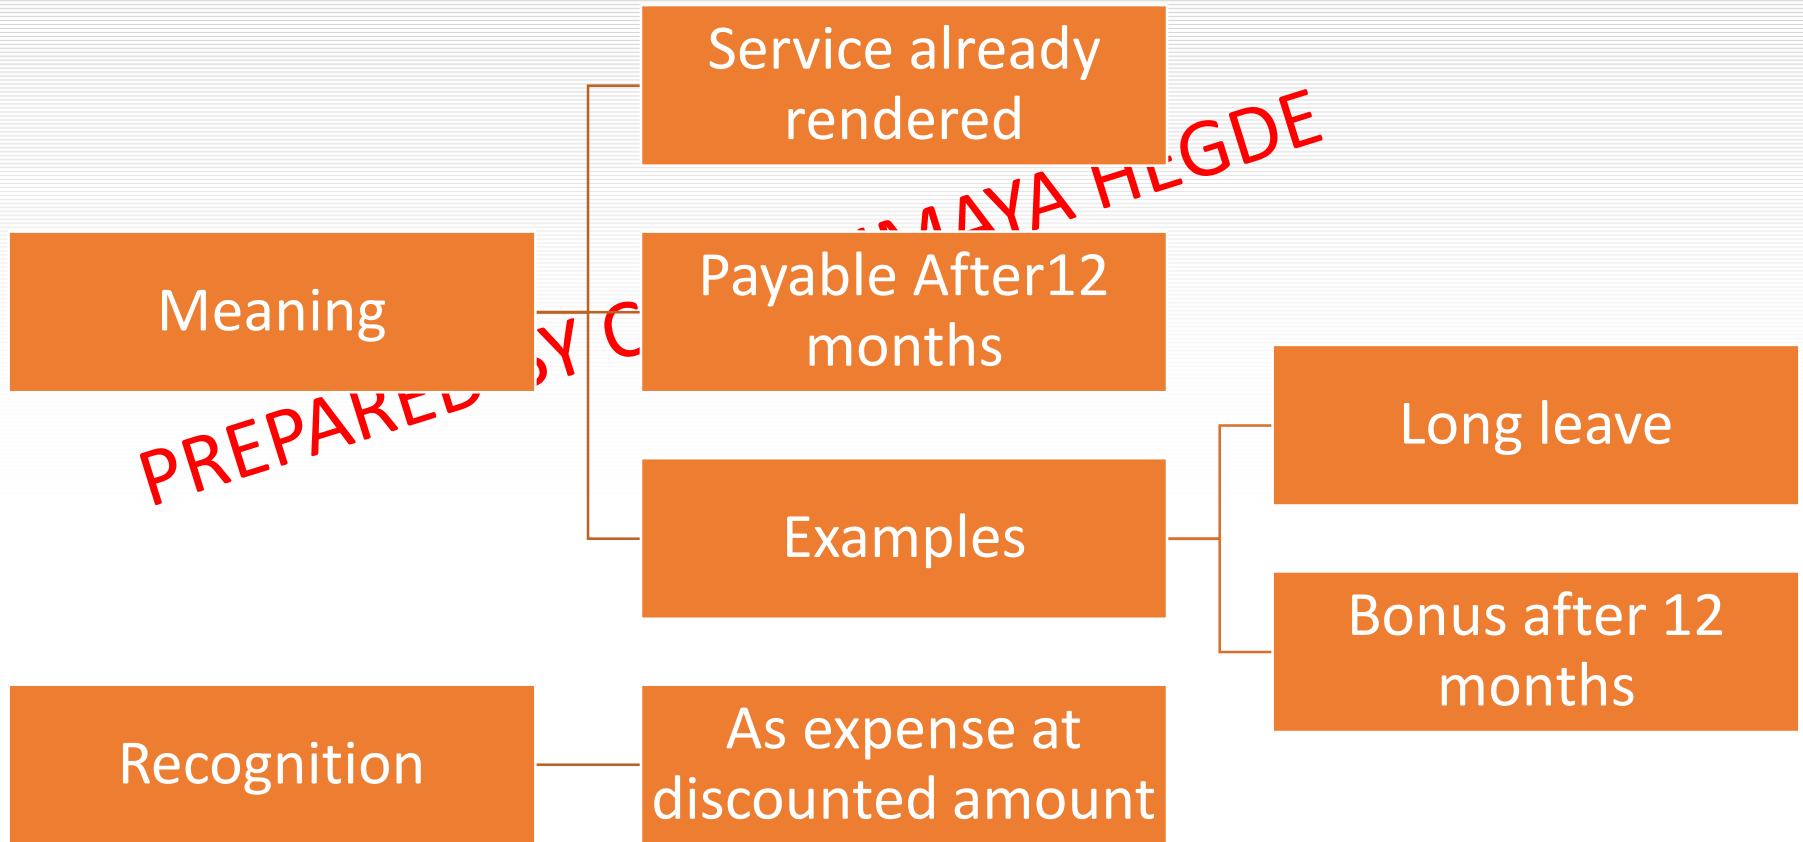 Service already
rendered
Meaning
Payable After12
months
Examples
Long leave
Bonus after 12
months
Recognition
As expense at
discounted amount
PREPARED BY HEGDE